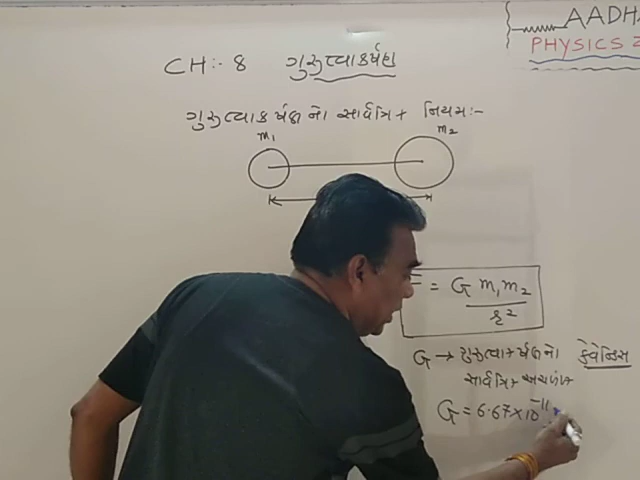 AADHA
PHYSICS 2
CH:- 8 ગુરુત્વાકર્ષણ
ગુરુત્વાકર્ષણનો સાર્વત્રિક નિયમ:-
m₁ m₂
= G m₁m₂ / r²
G → ગુરુત્વાકર્ષણનો કેવેન્ડિસ
સાર્વત્રિક અચળાંક
G = 6.67 × 10⁻¹¹